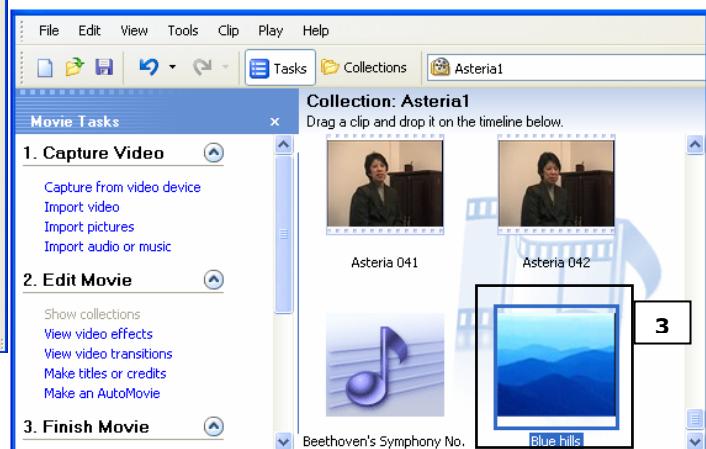 File Edit View Tools Clip Play Help
Tasks Collections Asteria1
Movie Tasks x
1. Capture Video
Capture from video device
Import video
Import pictures
Import audio or music
2. Edit Movie
Show collections
View video effects
View video transitions
Make titles or credits
Make an AutoMovie
3. Finish Movie
Collection: Asteria1
Drag a clip and drop it on the timeline below.
Asteria 041
Asteria 042
Beethoven's Symphony No.
Blue hills
3